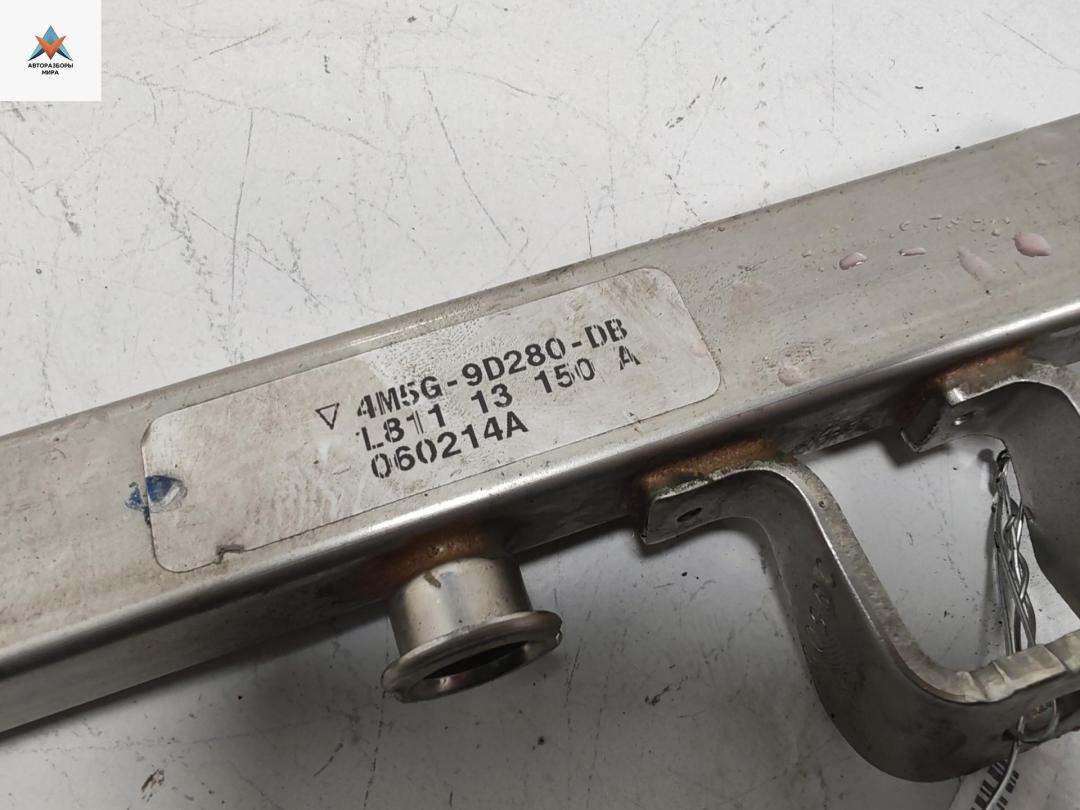 АВТОРАЗБОРЫ
МИРА
4M5G-9D280-DB
L811 13 150 A
060214A